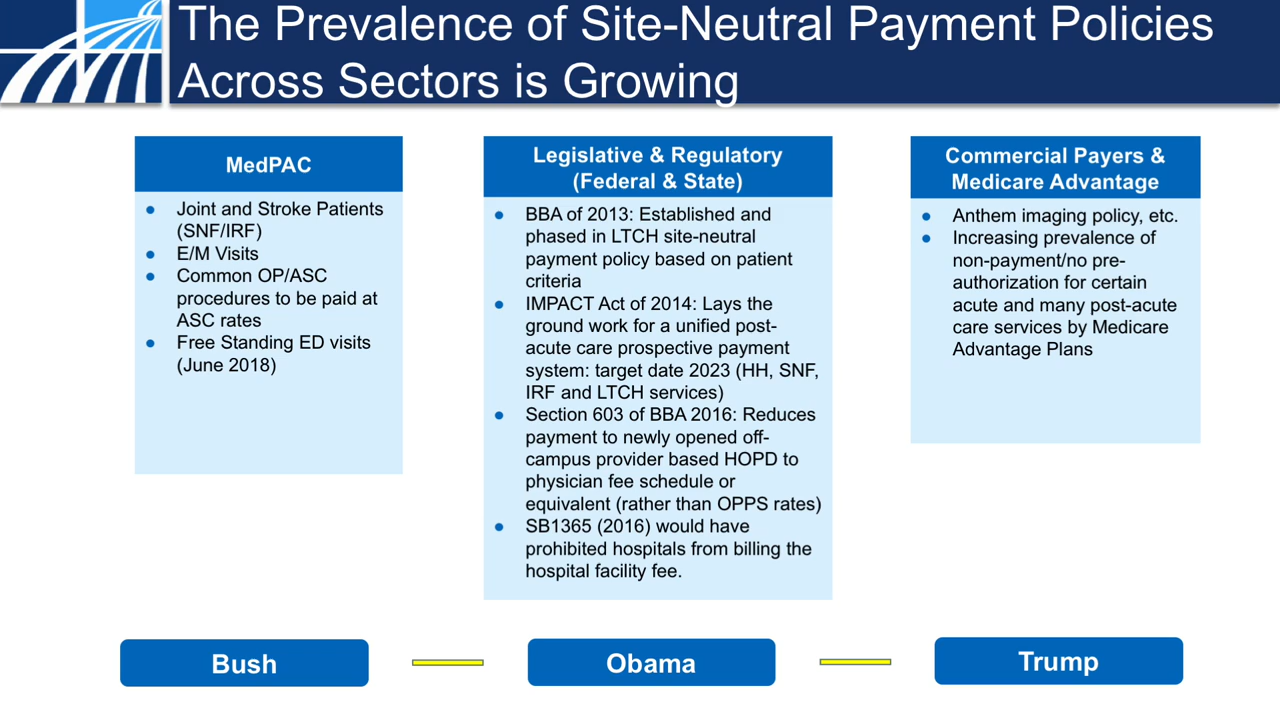 The Prevalence of Site-Neutral Payment Policies
Across Sectors is Growing
MedPAC
● Joint and Stroke Patients
(SNF/IRF)
● E/M Visits
● Common OP/ASC
procedures to be paid at
ASC rates
● Free Standing ED visits
(June 2018)
Legislative & Regulatory
(Federal & State)
● BBA of 2013: Established and
phased in LTCH site-neutral
payment policy based on patient
criteria
● IMPACT Act of 2014: Lays the
ground work for a unified post-
acute care prospective payment
system: target date 2023 (HH, SNF,
IRF and LTCH services)
● Section 603 of BBA 2016: Reduces
payment to newly opened off-
campus provider based HOPD to
physician fee schedule or
equivalent (rather than OPPS rates)
● SB1365 (2016) would have
prohibited hospitals from billing the
hospital facility fee.
Commercial Payers &
Medicare Advantage
● Anthem imaging policy, etc.
● Increasing prevalence of
non-payment/no pre-
authorization for certain
acute and many post-acute
care services by Medicare
Advantage Plans
Bush
Obama
Trump